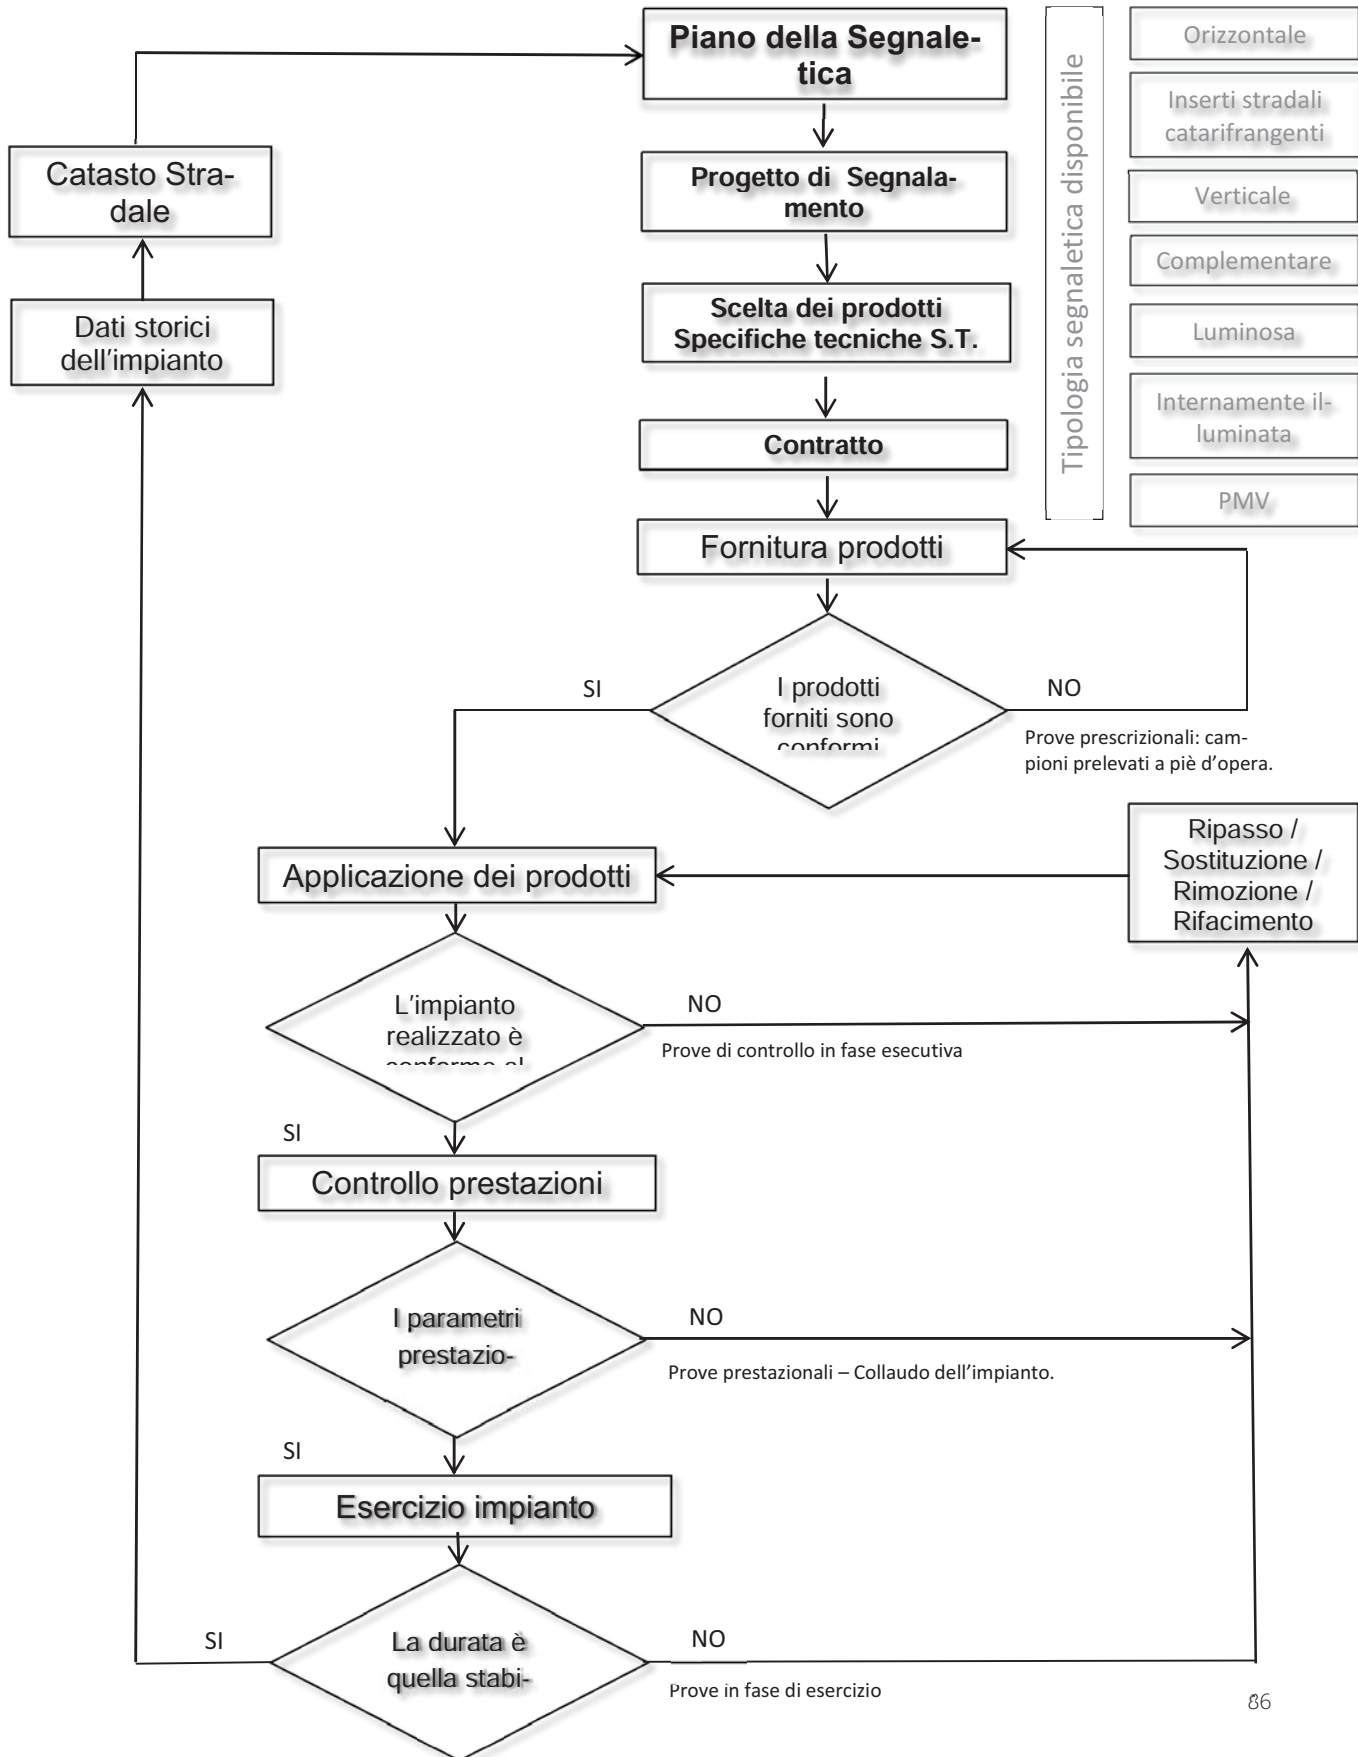 Piano della Segnale-
tica
Progetto di Segnala-
mento
Scelta dei prodotti
Specifiche tecniche S.T.
Contratto
Fornitura prodotti
Tipologia segnaletica disponibile
Orizzontale
Inserti stradali
catarifrangenti
Verticale
Complementare
Luminosa
Internamente il-
luminata
PMV
Catasto Stra-
dale
Dati storici
dell'impianto
SI
I prodotti
forniti sono
conformi
NO
Prove prescrizionali: cam-
pioni prelevati a piè d'opera.
Ripasso /
Sostituzione /
Rimozione /
Rifacimento
Applicazione dei prodotti
L'impianto
realizzato è
conforme al
NO
Prove di controllo in fase esecutiva
SI
Controllo prestazioni
I parametri
prestazio-
NO
Prove prestazionali – Collaudo dell'impianto.
SI
Esercizio impianto
SI
La durata è
quella stabi-
NO
Prove in fase di esercizio
86